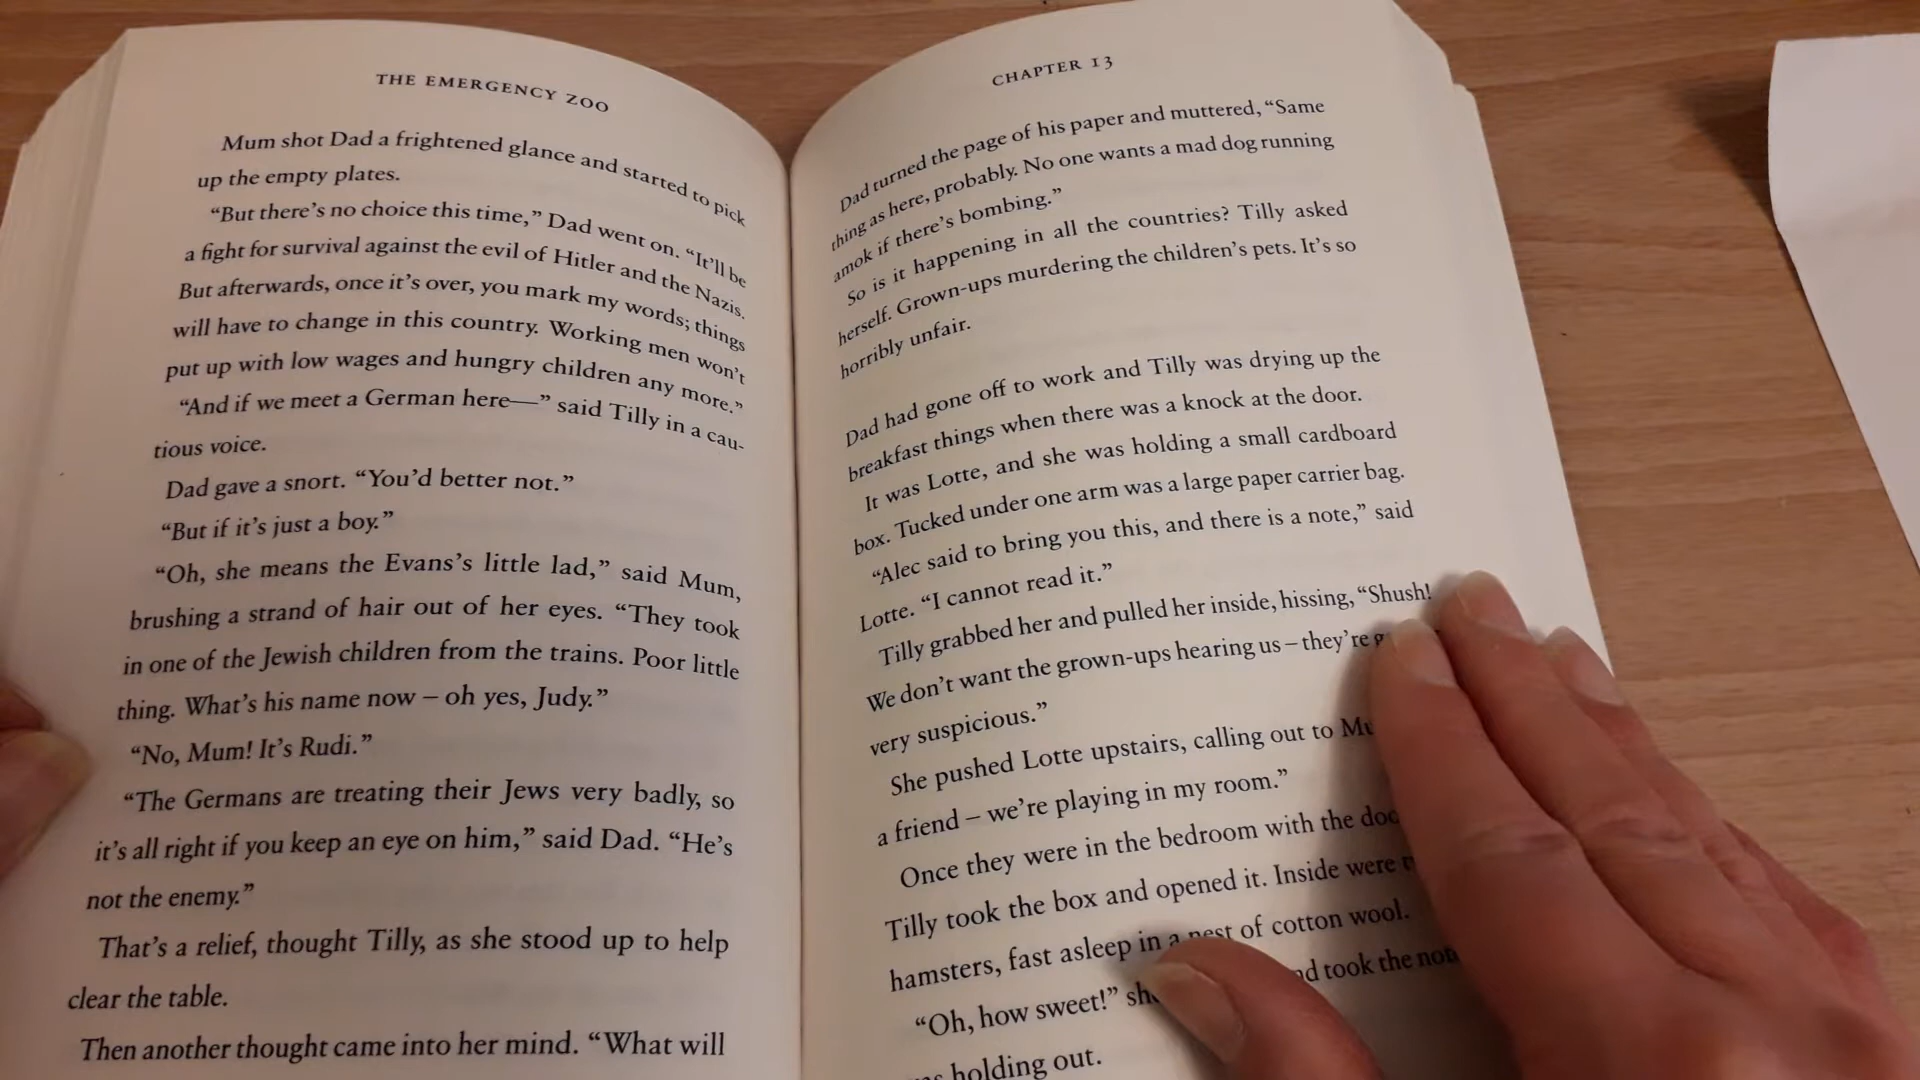 THE EMERGENCY ZOO
Mum shot Dad a frightened glance and started to pick
up the empty plates.
“But there’s no choice this time,” Dad went on. “It’ll be
a fight for survival against the evil of Hitler and the Nazis.
But afterwards, once it’s over, you mark my words; things
will have to change in this country. Working men won’t
put up with low wages and hungry children any more.”
“And if we meet a German here—” said Tilly in a cau-
tious voice.
Dad gave a snort. “You’d better not.”
“But if it’s just a boy.”
“Oh, she means the Evans’s little lad,” said Mum,
brushing a strand of hair out of her eyes. “They took
in one of the Jewish children from the trains. Poor little
thing. What’s his name now – oh yes, Judy.”
“No, Mum! It’s Rudi.”
“The Germans are treating their Jews very badly, so
it’s all right if you keep an eye on him,” said Dad. “He’s
not the enemy.”
That’s a relief, thought Tilly, as she stood up to help
clear the table.
Then another thought came into her mind. “What will
CHAPTER 13
Dad turned the page of his paper and muttered, “Same
thing as here, probably. No one wants a mad dog running
amok if there’s bombing.”
So is it happening in all the countries? Tilly asked
herself. Grown-ups murdering the children’s pets. It’s so
horribly unfair.
Dad had gone off to work and Tilly was drying up the
breakfast things when there was a knock at the door.
It was Lotte, and she was holding a small cardboard
box. Tucked under one arm was a large paper carrier bag.
“Alec said to bring you this, and there is a note,” said
Lotte. “I cannot read it.”
Tilly grabbed her and pulled her inside, hissing, “Shush!
We don’t want the grown-ups hearing us – they’re
very suspicious.”
She pushed Lotte upstairs, calling out to
a friend – we’re playing in my room.”
Once they were in the bedroom with the
Tilly took the box and opened it. Inside were
hamsters, fast asleep in a nest of cotton wool.
“Oh, how sweet!” took the
holding out.